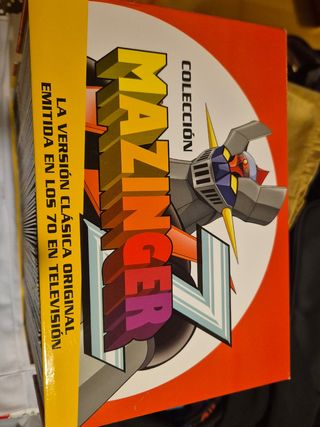 COLECCIÓN
MAZINGER
Z
LA VERSIÓN CLÁSICA ORIGINAL
EMITIDA EN LOS 70 EN TELEVISIÓN